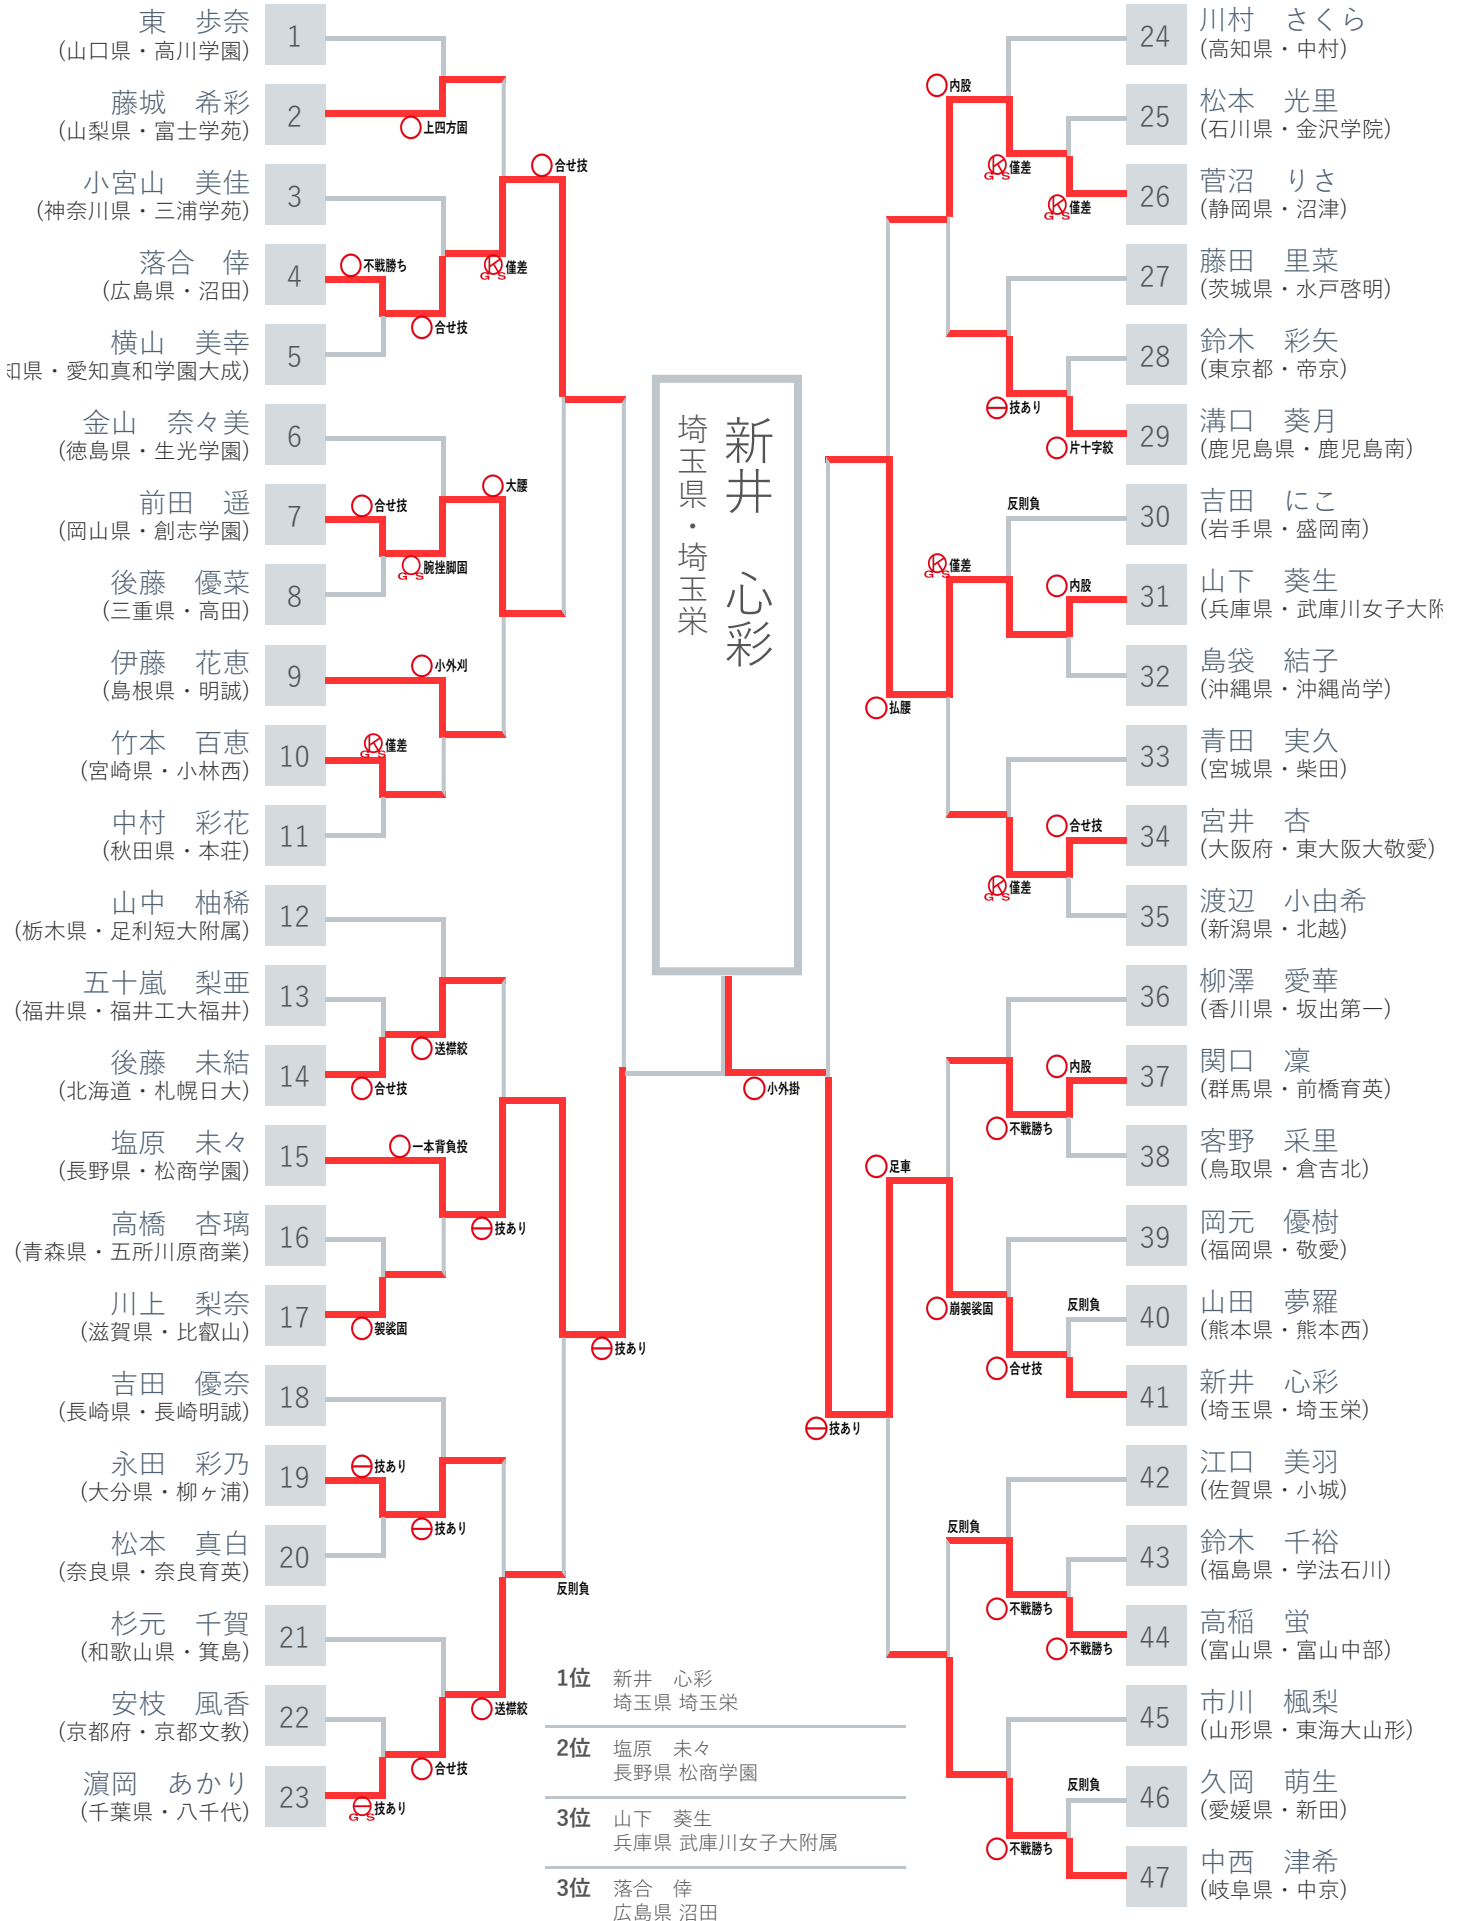 東　歩奈
(山口県・高川学園)
1
藤城　希彩
(山梨県・富士学苑)
2
上四方固
小宮山　美佳
(神奈川県・三浦学苑)
3
合せ技
落合　倖
(広島県・沼田)
4
不戦勝ち
GS 僅差
合せ技
横山　美幸
知県・愛知真和学園大成)
5
金山　奈々美
(徳島県・生光学園)
6
大腰
前田　遥
(岡山県・創志学園)
7
合せ技
GS 腕挫脚固
後藤　優菜
(三重県・高田)
8
伊藤　花恵
(島根県・明誠)
9
小外刈
竹本　百恵
(宮崎県・小林西)
10
GS 僅差
中村　彩花
(秋田県・本荘)
11
山中　柚稀
(栃木県・足利短大附属)
12
五十嵐　梨亜
(福井県・福井工大福井)
13
送襟絞
後藤　未結
(北海道・札幌日大)
14
合せ技
塩原　未々
(長野県・松商学園)
15
一本背負投
技あり
高橋　杏璃
(青森県・五所川原商業)
16
川上　梨奈
(滋賀県・比叡山)
17
袈裟固
技あり
吉田　優奈
(長崎県・長崎明誠)
18
永田　彩乃
(大分県・柳ヶ浦)
19
技あり
技あり
松本　真白
(奈良県・奈良育英)
20
反則負
杉元　千賀
(和歌山県・箕島)
21
送襟絞
安枝　風香
(京都府・京都文教)
22
合せ技
濵岡　あかり
(千葉県・八千代)
23
GS 技あり
新井　心彩
埼玉県・埼玉栄
小外掛
24
川村　さくら
(高知県・中村)
内股
25
松本　光里
(石川県・金沢学院)
GS 僅差
26
菅沼　りさ
(静岡県・沼津)
GS 僅差
27
藤田　里菜
(茨城県・水戸啓明)
28
鈴木　彩矢
(東京都・帝京)
技あり
29
溝口　葵月
(鹿児島県・鹿児島南)
片十字絞
30
吉田　にこ
(岩手県・盛岡南)
反則負
31
山下　葵生
(兵庫県・武庫川女子大附
GS 僅差
内股
32
島袋　結子
(沖縄県・沖縄尚学)
払腰
33
青田　実久
(宮城県・柴田)
34
宮井　杏
(大阪府・東大阪大敬愛)
合せ技
GS 僅差
35
渡辺　小由希
(新潟県・北越)
36
柳澤　愛華
(香川県・坂出第一)
37
関口　凜
(群馬県・前橋育英)
内股
不戦勝ち
38
客野　采里
(鳥取県・倉吉北)
足車
39
岡元　優樹
(福岡県・敬愛)
崩袈裟固
40
山田　夢羅
(熊本県・熊本西)
反則負
合せ技
41
新井　心彩
(埼玉県・埼玉栄)
技あり
42
江口　美羽
(佐賀県・小城)
反則負
43
鈴木　千裕
(福島県・学法石川)
不戦勝ち
44
高稲　蛍
(富山県・富山中部)
不戦勝ち
45
市川　楓梨
(山形県・東海大山形)
46
久岡　萌生
(愛媛県・新田)
反則負
不戦勝ち
47
中西　津希
(岐阜県・中京)
1位　新井　心彩
埼玉県 埼玉栄
2位　塩原　未々
長野県 松商学園
3位　山下　葵生
兵庫県 武庫川女子大附属
3位　落合　倖
広島県 沼田